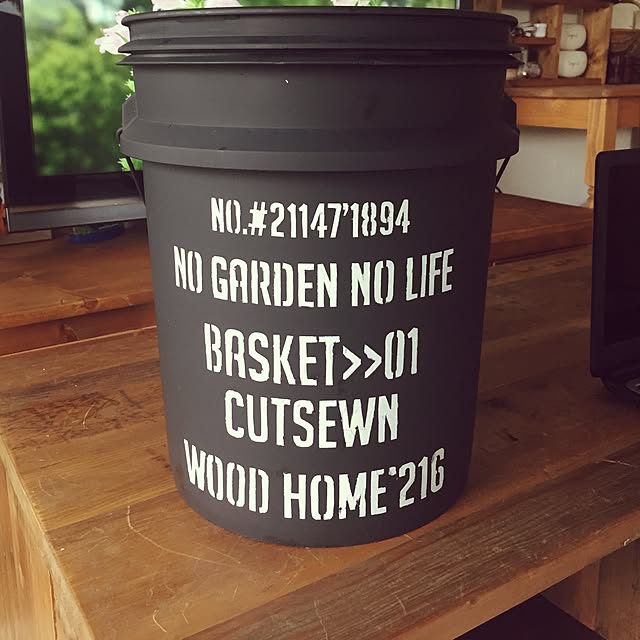 NO.#21147'1894
NO GARDEN NO LIFE
BASKET>>01
CUTSEWN
WOOD HOME'216